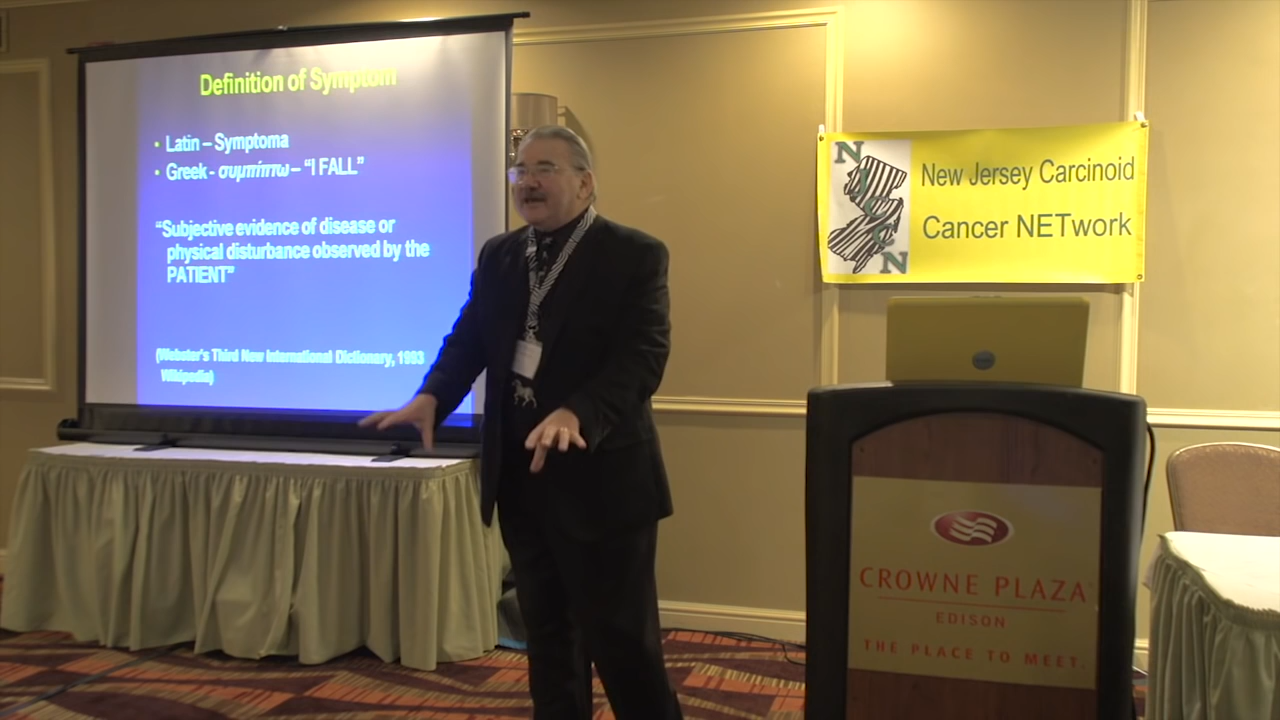 Definition of Symptom
• Latin – Symptoma
• Greek - συμπίπτω – “I FALL”
“Subjective evidence of disease or
physical disturbance observed by the
PATIENT”
(Webster's Third New International Dictionary, 1993
Wikipedia)
NJCCN
New Jersey Carcinoid
Cancer NETwork
CROWNE PLAZA
EDISON
THE PLACE TO MEET.